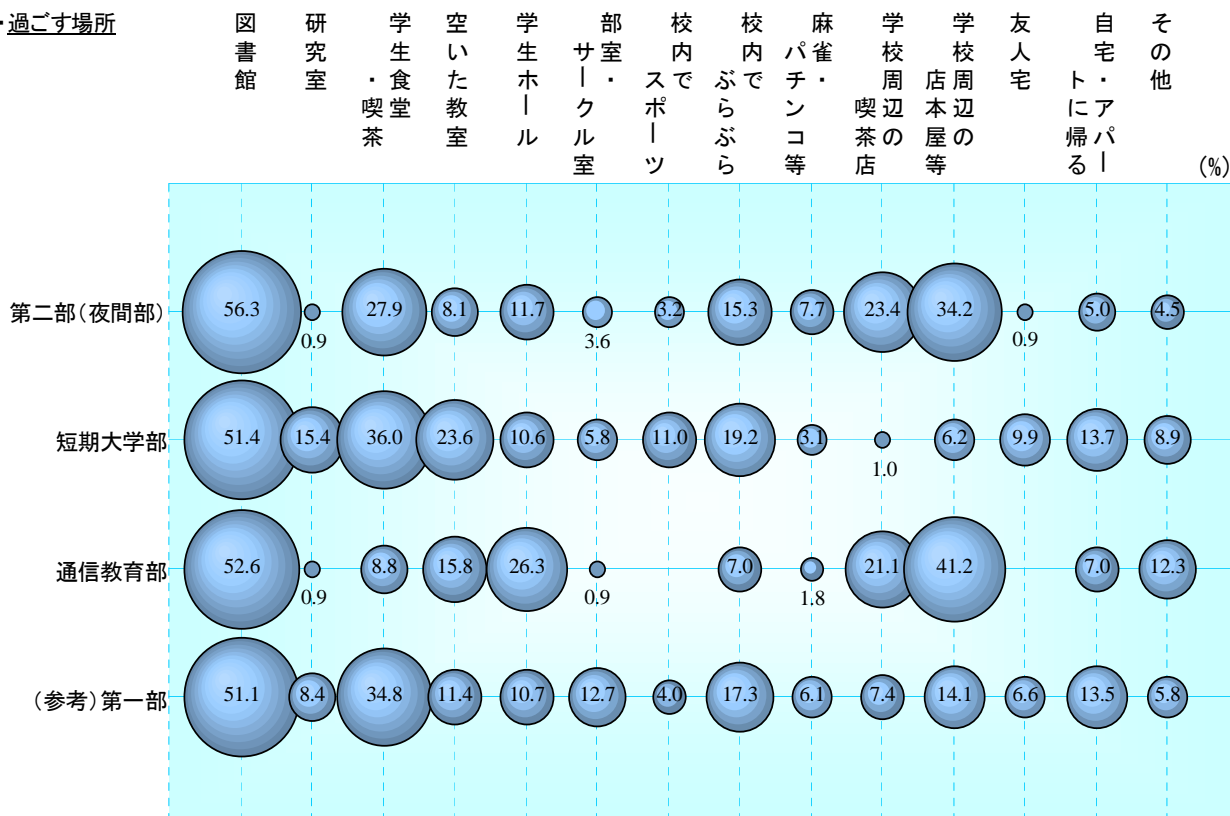 ・過ごす場所
図書館
研究室
学生食堂・喫茶
空いた教室
学生ホール
部室・サークル室
校内でスポーツ
校内でぶらぶら
麻雀・パチンコ等
学校周辺の喫茶店
学校周辺の店本屋等
友人宅
自宅・アパートに帰る
その他
(%)
第二部(夜間部) 56.3 0.9 27.9 8.1 11.7 3.6 3.2 15.3 7.7 23.4 34.2 0.9 5.0 4.5
短期大学部 51.4 15.4 36.0 23.6 10.6 5.8 11.0 19.2 3.1 1.0 6.2 9.9 13.7 8.9
通信教育部 52.6 0.9 8.8 15.8 26.3 0.9 7.0 1.8 21.1 41.2 7.0 12.3
(参考)第一部 51.1 8.4 34.8 11.4 10.7 12.7 4.0 17.3 6.1 7.4 14.1 6.6 13.5 5.8